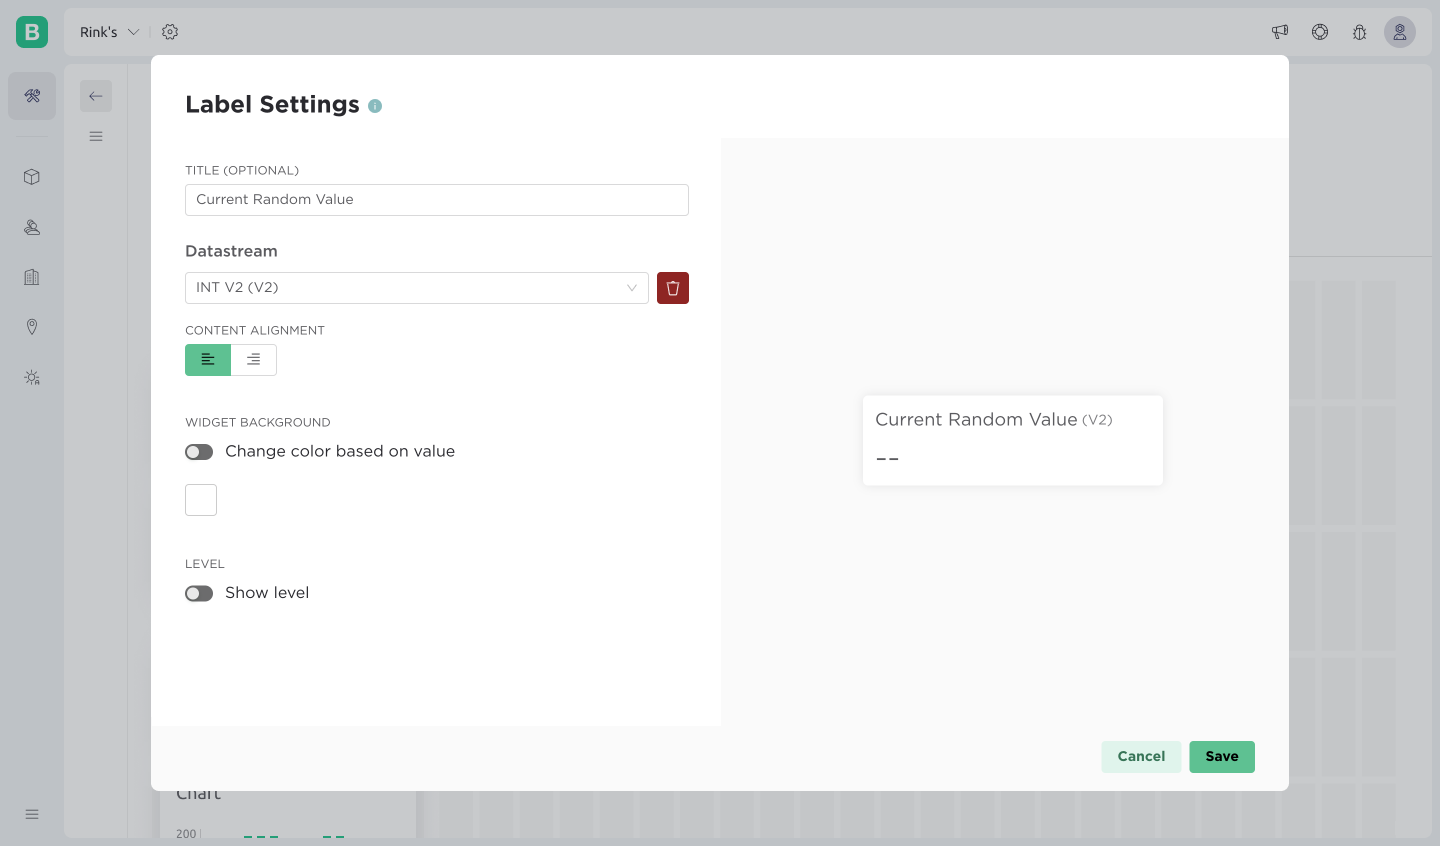 B
Rink's
Label Settings
i
TITLE (OPTIONAL)
Current Random Value
Datastream
INT V2 (V2)
CONTENT ALIGNMENT
WIDGET BACKGROUND
Change color based on value
LEVEL
Show level
Current Random Value (V2)
--
Cancel
Save
Chart
200